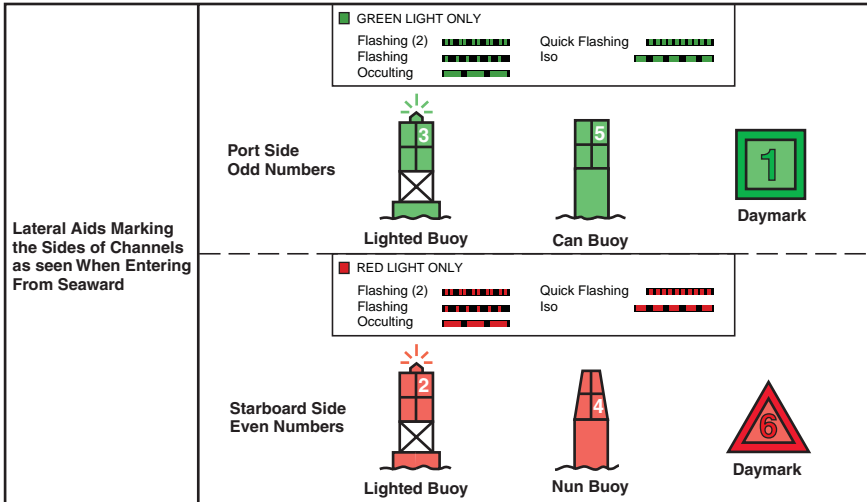 Lateral Aids Marking
the Sides of Channels
as seen When Entering
From Seaward
GREEN LIGHT ONLY
Flashing (2)
Flashing
Occulting
Quick Flashing
Iso
Port Side
Odd Numbers
3
Lighted Buoy
5
Can Buoy
1
Daymark
RED LIGHT ONLY
Flashing (2)
Flashing
Occulting
Quick Flashing
Iso
Starboard Side
Even Numbers
2
Lighted Buoy
4
Nun Buoy
6
Daymark